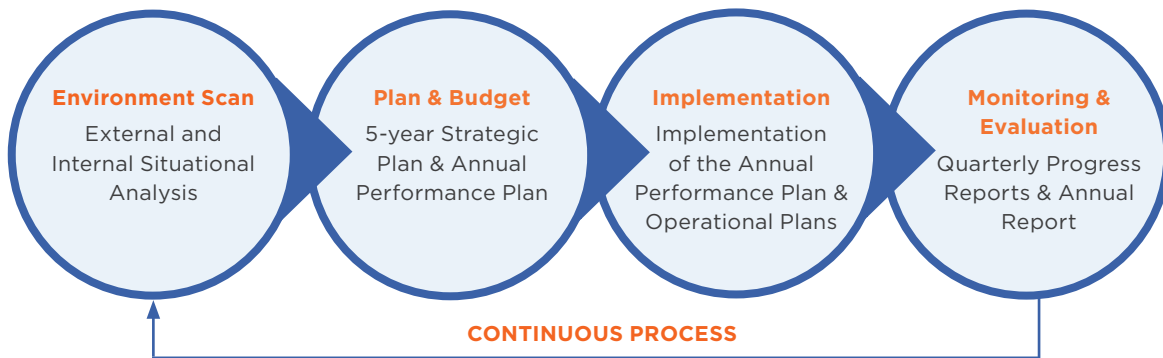 Environment Scan
External and
Internal Situational
Analysis
Plan & Budget
5-year Strategic
Plan & Annual
Performance Plan
Implementation
Implementation
of the Annual
Performance Plan &
Operational Plans
Monitoring &
Evaluation
Quarterly Progress
Reports & Annual
Report
CONTINUOUS PROCESS